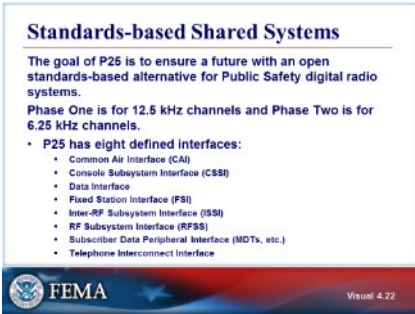 Standards-based Shared Systems
The goal of P25 is to ensure a future with an open
standards-based alternative for Public Safety digital radio
systems.
Phase One is for 12.5 kHz channels and Phase Two is for
6.25 kHz channels.
• P25 has eight defined interfaces:
▪ Common Air Interface (CAI)
▪ Console Subsystem Interface (CSSI)
▪ Data Interface
▪ Fixed Station Interface (FSI)
▪ Inter-RF Subsystem Interface (ISSI)
▪ RF Subsystem Interface (RFSS)
▪ Subscriber Data Peripheral Interface (MDTs, etc.)
▪ Telephone Interconnect Interface
FEMA
Visual 4.22